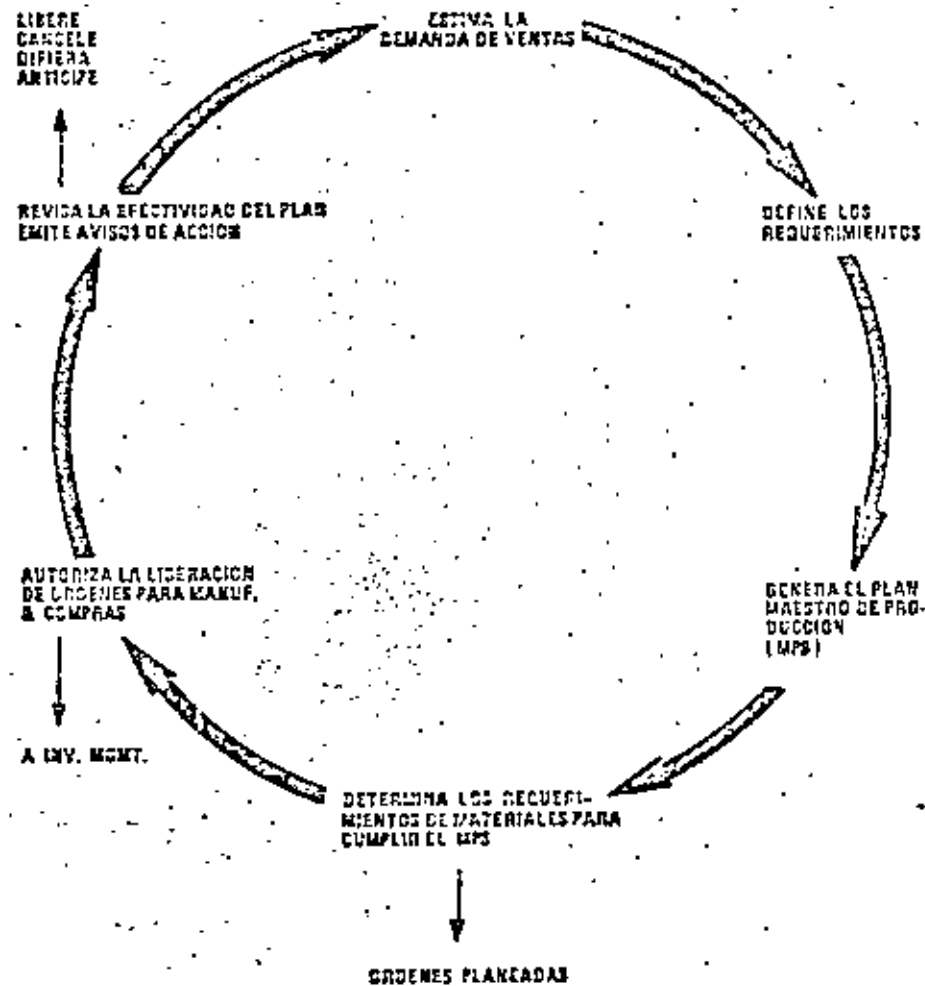 LIBERE
CANCELE
DIFIERA
ANTICIPE
ESTIMA LA
DEMANDA DE VENTAS
DEFINE LOS
REQUERIMIENTOS
GENERA EL PLAN
MAESTRO DE PRO-
DUCCION
(MPS)
DETERMINA LOS REQUERI-
MIENTOS DE MATERIALES PARA
CUMPLIR EL MPS
ORDENES PLANEADAS
AUTORIZA LA LIBERACION
DE ORDENES PARA MANUF.
& COMPRAS
A INV. MGMT.
REVISA LA EFECTIVIDAD DEL PLAN
EMITE AVISOS DE ACCION